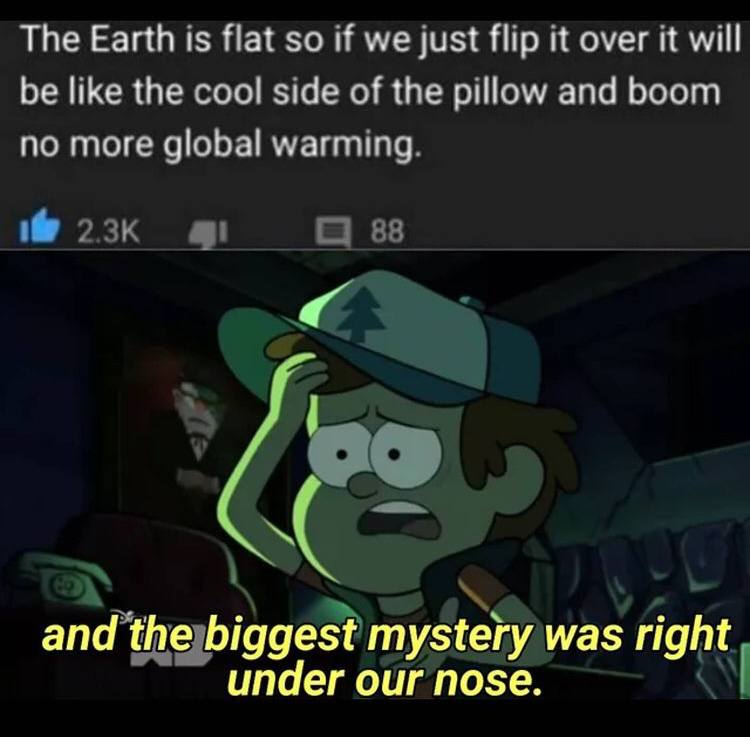 The Earth is flat so if we just flip it over it will
be like the cool side of the pillow and boom
no more global warming.
2.3K 88
and the biggest mystery was right
under our nose.